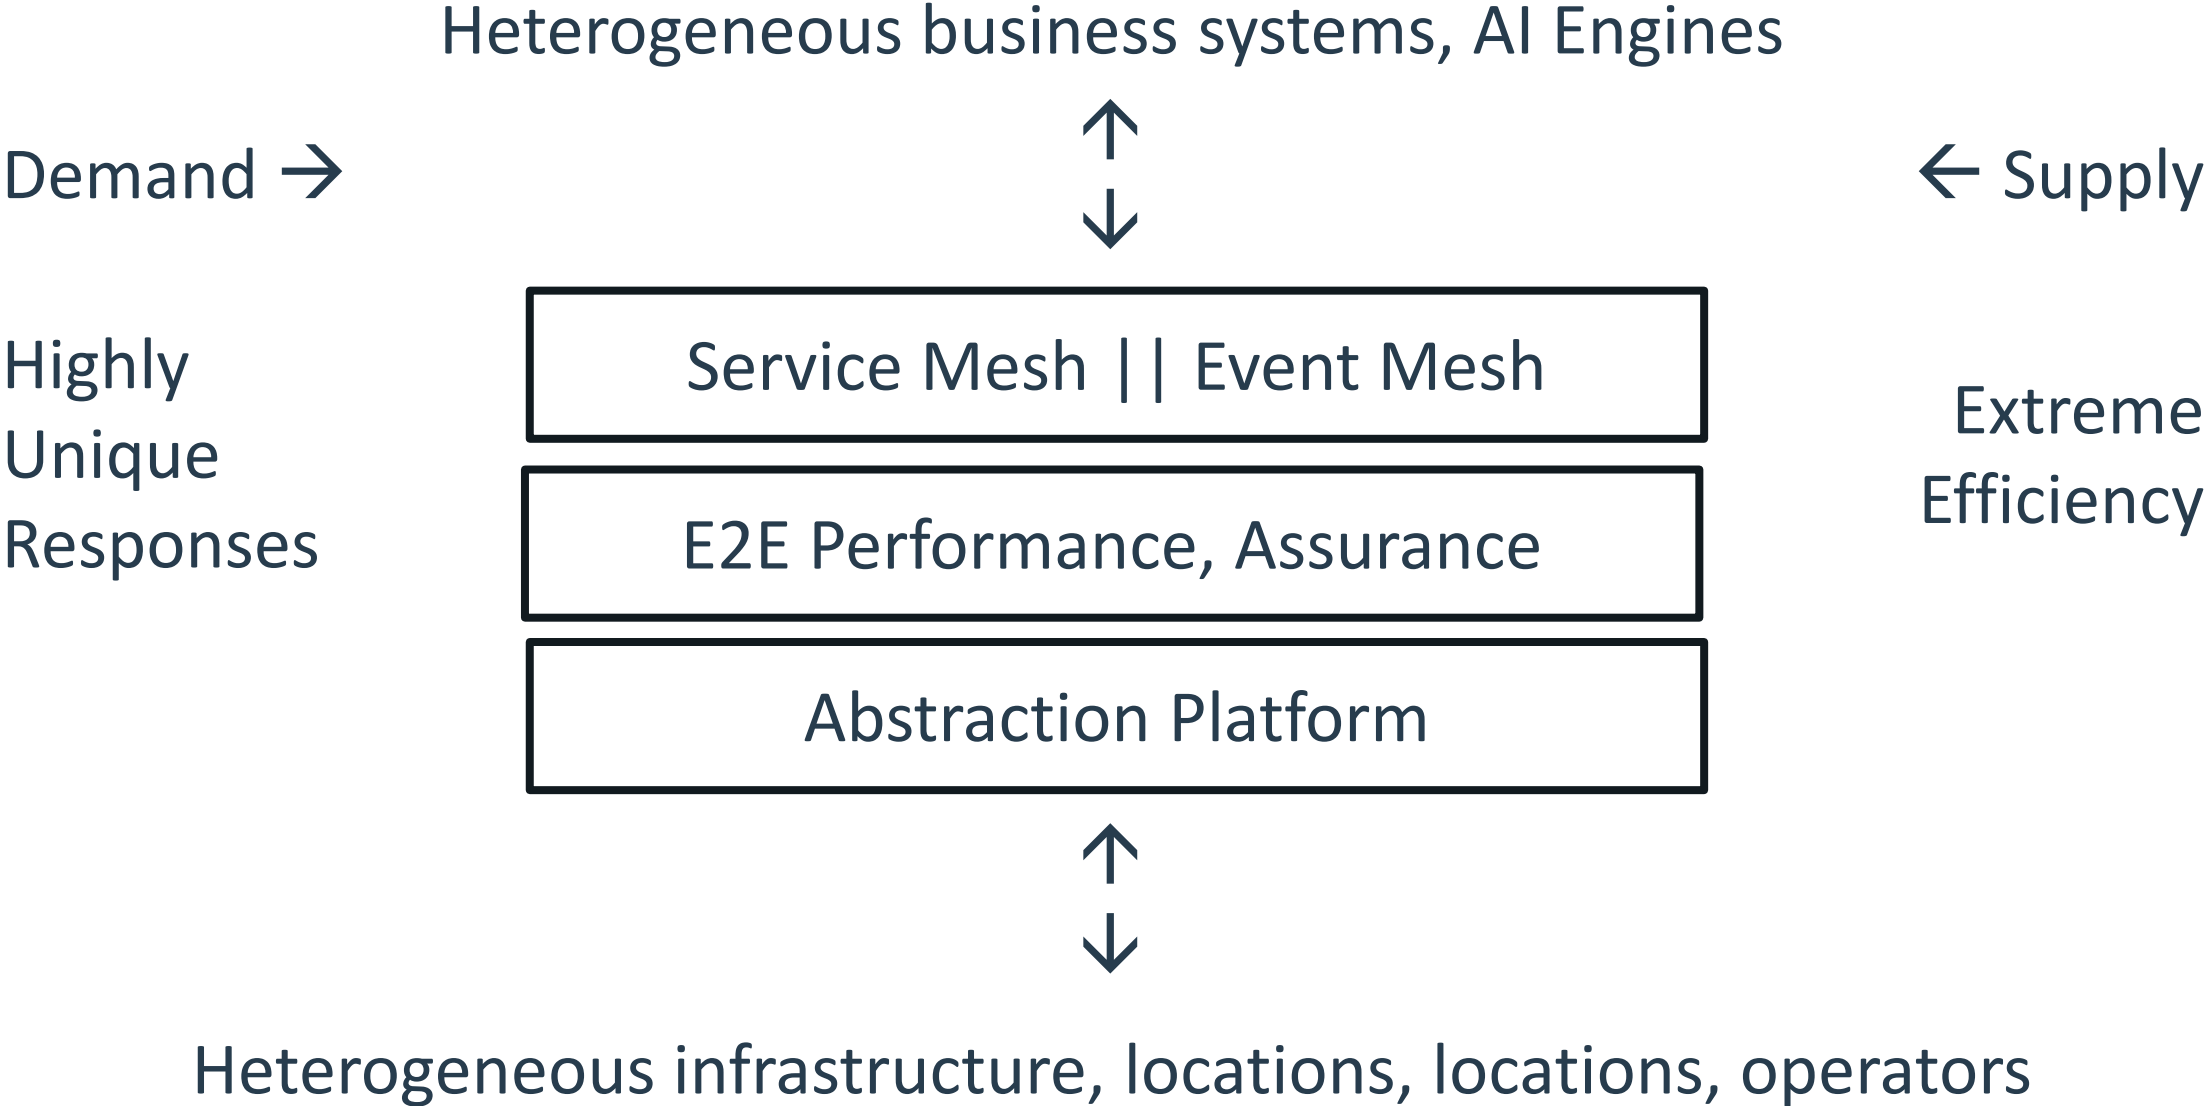 Heterogeneous business systems, AI Engines
Demand →
← Supply
Highly
Unique
Responses
Service Mesh || Event Mesh
E2E Performance, Assurance
Abstraction Platform
Extreme
Efficiency
Heterogeneous infrastructure, locations, locations, operators